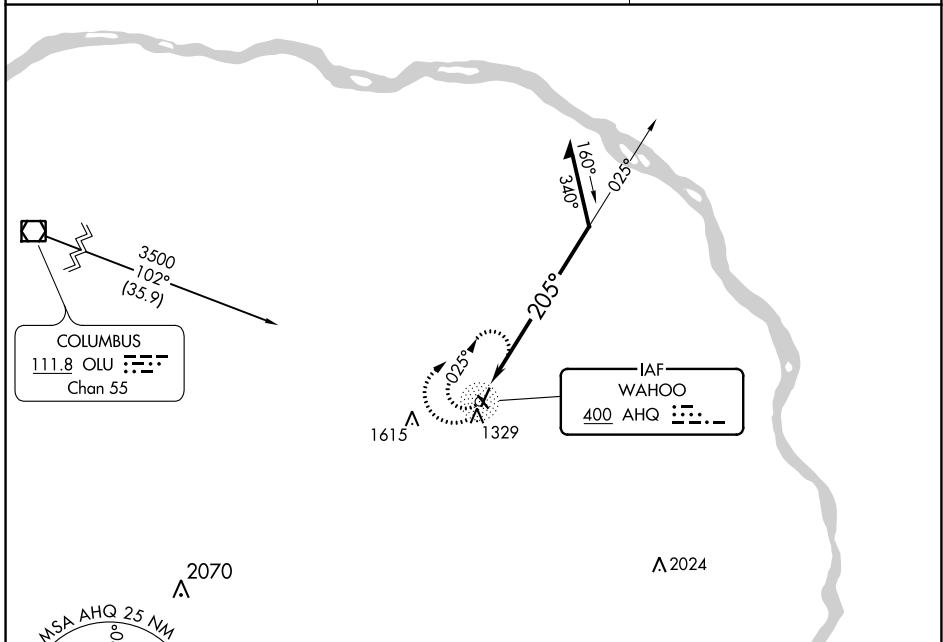 160°
340°
025°
3500
102°
(35.9)
205°
COLUMBUS
111.8 OLU
Chan 55
025°
IAF
WAHOO
400 AHQ
1615
1329
2070
2024
MSA AHQ 25 NM